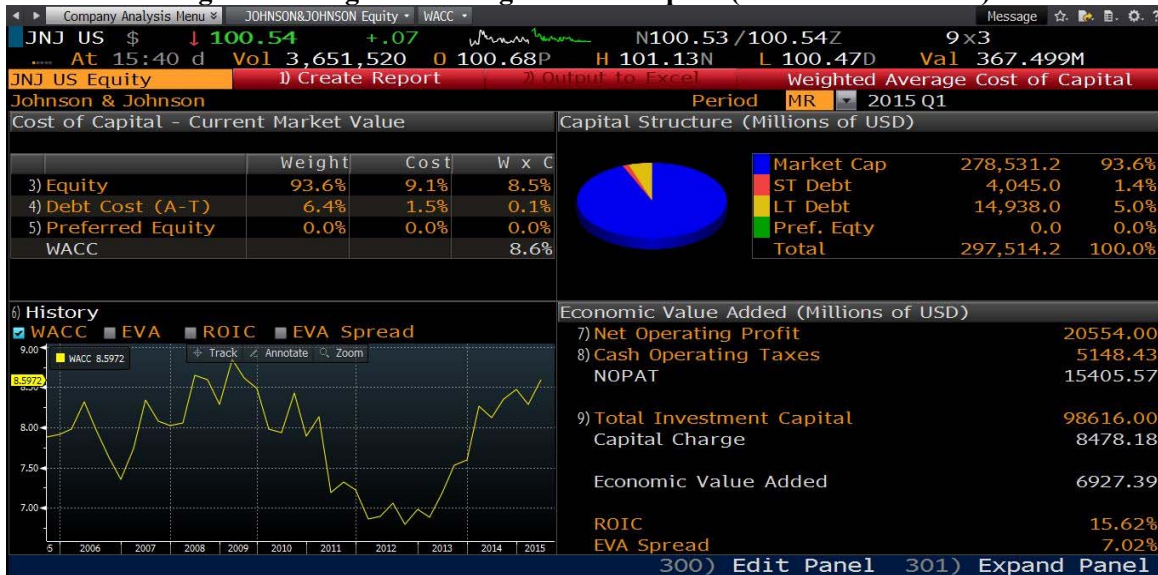 Company Analysis Menu JOHNSON&JOHNSON Equity WACC Message
JNJ US $ ↓ 100.54 +.07 N100.53 /100.54Z 9x3
At 15:40 d Vol 3,651,520 O 100.68P H 101.13N L 100.47D Val 367.499M
JNJ US Equity 1) Create Report 2) Output to Excel Weighted Average Cost of Capital
Johnson & Johnson Period MR 2015 Q1
Cost of Capital - Current Market Value
Weight Cost W x C
3) Equity 93.6% 9.1% 8.5%
4) Debt Cost (A-T) 6.4% 1.5% 0.1%
5) Preferred Equity 0.0% 0.0% 0.0%
WACC 8.6%
Capital Structure (Millions of USD)
Market Cap 278,531.2 93.6%
ST Debt 4,045.0 1.4%
LT Debt 14,938.0 5.0%
Pref. Eqty 0.0 0.0%
Total 297,514.2 100.0%
6) History
WACC EVA ROIC EVA Spread
Track Annotate Zoom
WACC 8.5972
9.00
8.5972
8.00
7.50
7.00
5 2006 2007 2008 2009 2010 2011 2012 2013 2014 2015
Economic Value Added (Millions of USD)
7) Net Operating Profit 20554.00
8) Cash Operating Taxes 5148.43
NOPAT 15405.57
9) Total Investment Capital 98616.00
Capital Charge 8478.18
Economic Value Added 6927.39
ROIC 15.62%
EVA Spread 7.02%
300) Edit Panel 301) Expand Panel